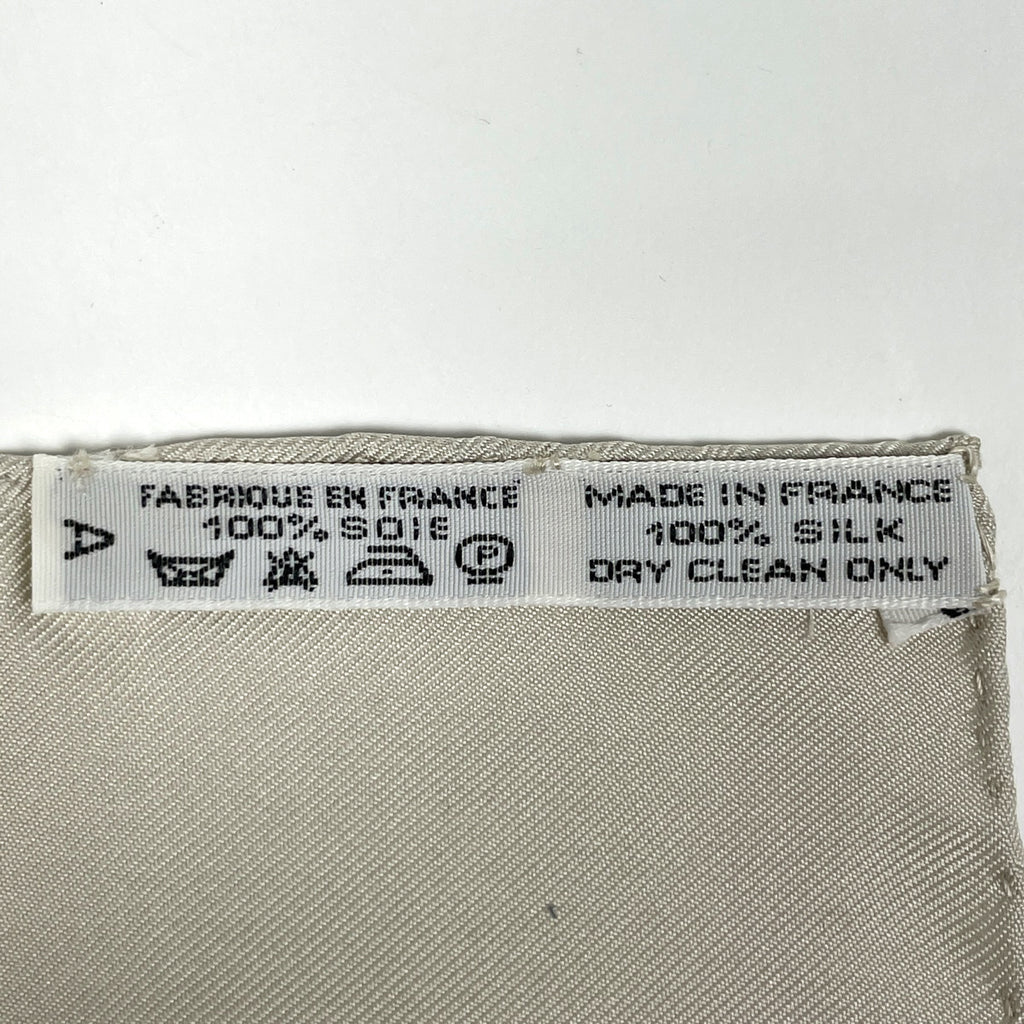 A
FABRIQUE EN FRANCE
100% SOIE
P
MADE IN FRANCE
100% SILK
DRY CLEAN ONLY